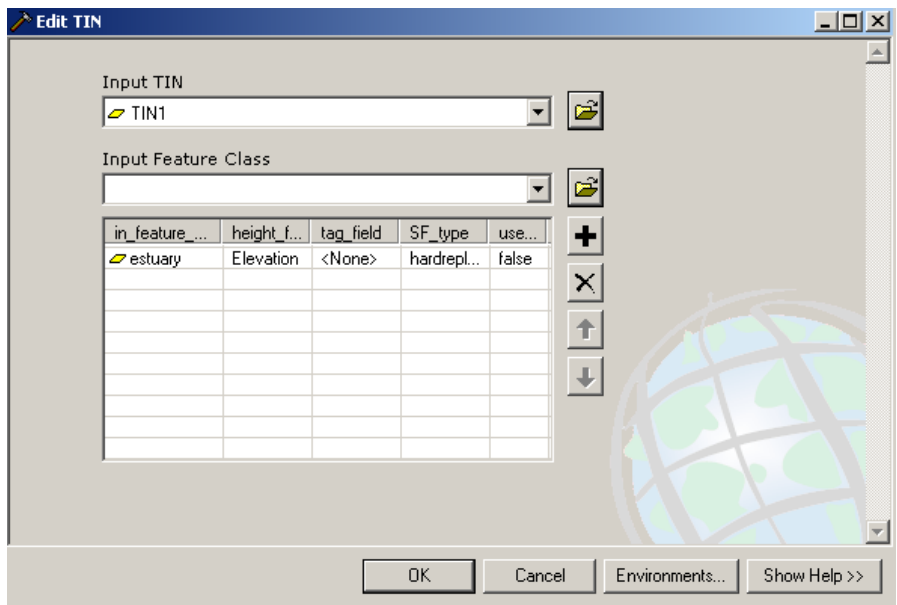 Edit TIN
Input TIN
TIN1
Input Feature Class
in_feature_... height_f... tag_field SF_type use...
estuary Elevation <None> hardrepl... false
OK Cancel Environments... Show Help >>